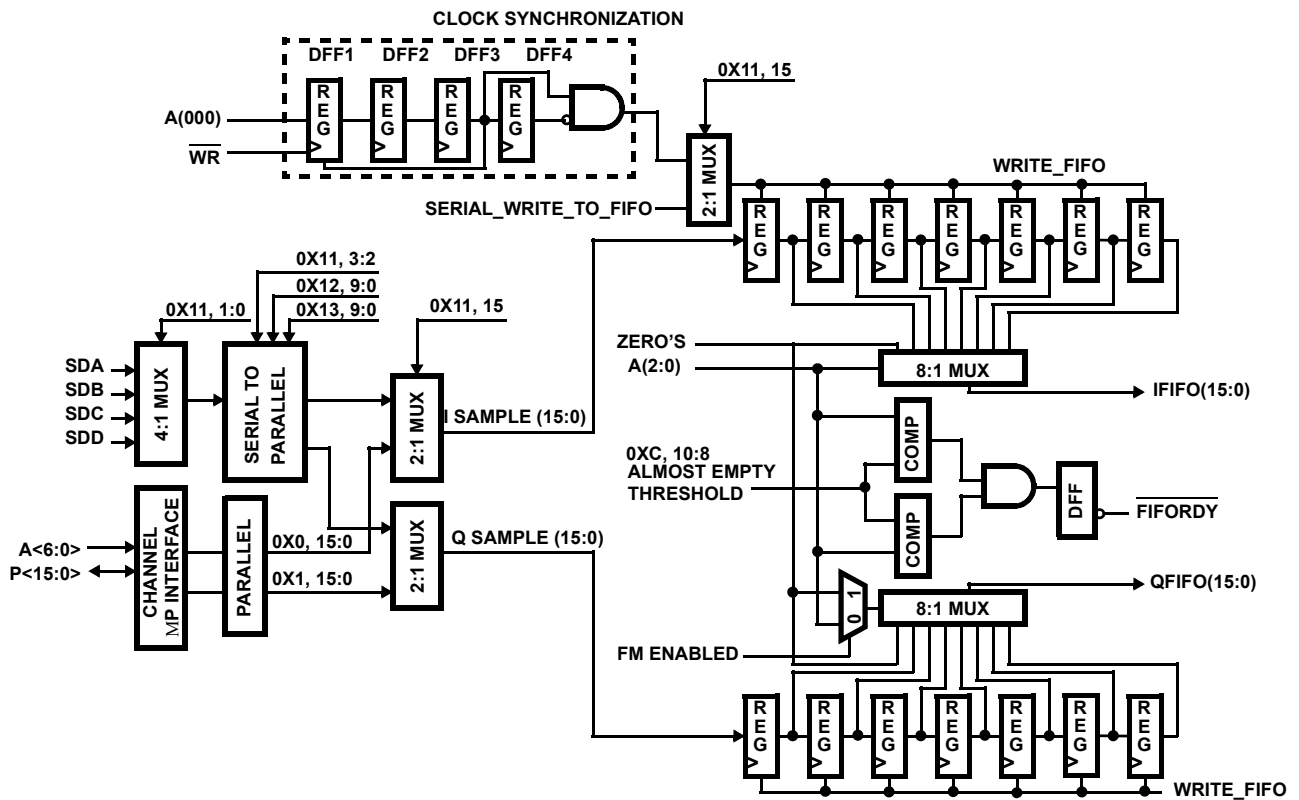 CLOCK SYNCHRONIZATION
DFF1 DFF2 DFF3 DFF4
REG REG REG REG
A(000)
WR
0X11, 15
2:1 MUX
WRITE_FIFO
SERIAL_WRITE_TO_FIFO
REG REG REG REG REG REG REG
0X11, 3:2
0X12, 9:0
0X13, 9:0
0X11, 1:0
0X11, 15
SDA
SDB
SDC
SDD
4:1 MUX
SERIAL TO
PARALLEL
2:1 MUX
I SAMPLE (15:0)
ZERO'S
A(2:0)
8:1 MUX
IFIFO(15:0)
0XC, 10:8
ALMOST EMPTY
THRESHOLD
COMP
COMP
DFF
FIFORDY
A<6:0>
P<15:0>
CHANNEL
MP INTERFACE
PARALLEL
0X0, 15:0
0X1, 15:0
2:1 MUX
Q SAMPLE (15:0)
0 1
8:1 MUX
QFIFO(15:0)
FM ENABLED
REG REG REG REG REG REG REG
WRITE_FIFO